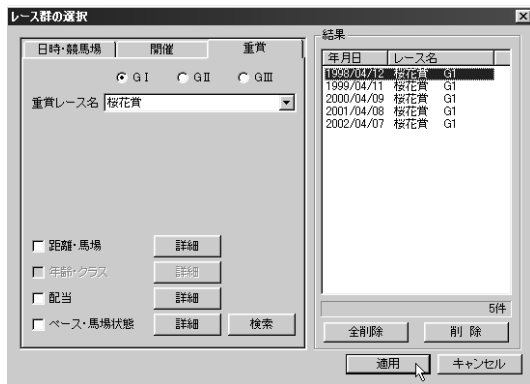 レース群の選択
日時・競馬場
開催
重賞
GⅠ
GⅡ
GⅢ
重賞レース名
桜花賞
距離・馬場
詳細
年齢・クラス
詳細
配当
詳細
ペース・馬場状態
詳細
検索
結果
年月日 レース名
1998/04/12 桜花賞 G1
1999/04/11 桜花賞 G1
2000/04/09 桜花賞 G1
2001/04/08 桜花賞 G1
2002/04/07 桜花賞 G1
5件
全削除
削 除
適用
キャンセル